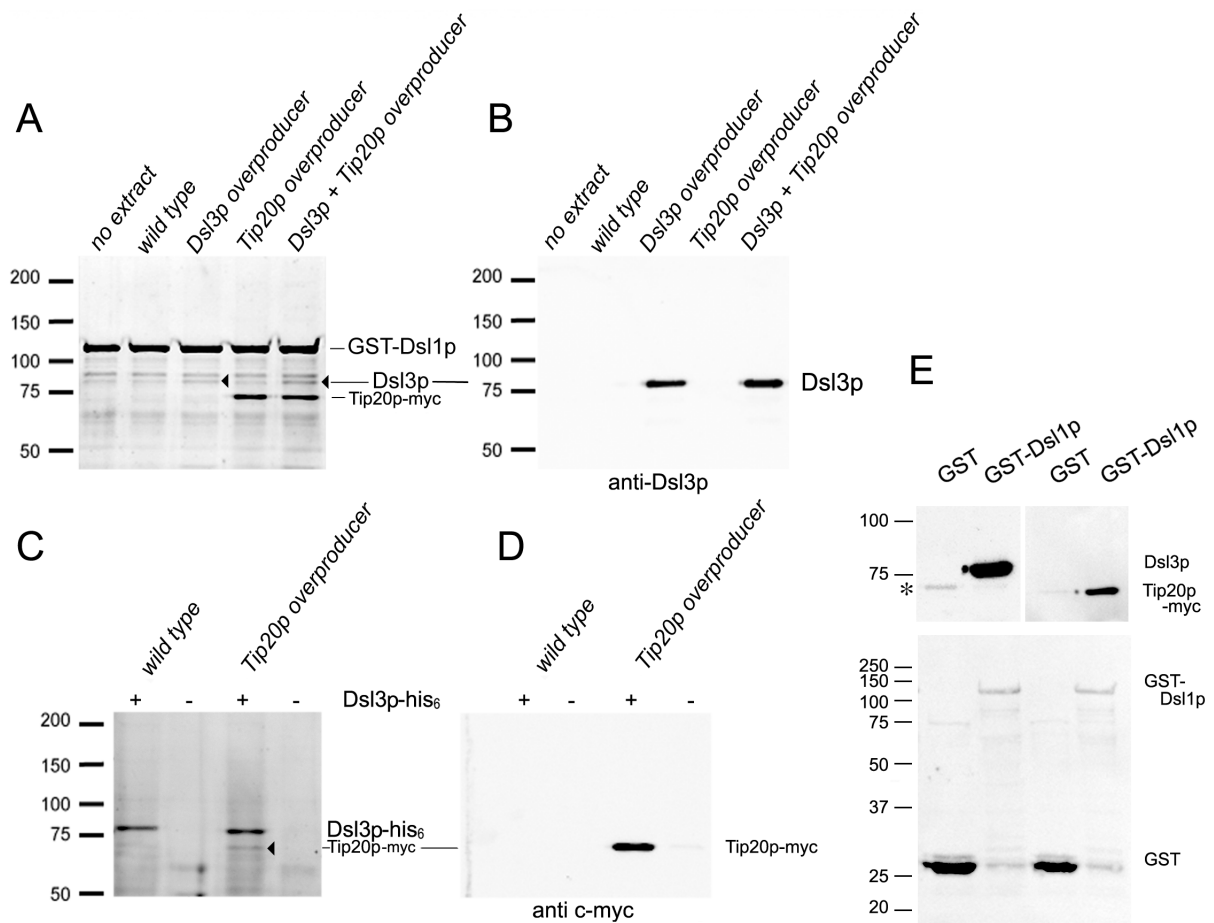 A
no extract
wild type
Dsl3p overproducer
Tip20p overproducer
Dsl3 + Tip20p overproducer
200
150
100
75
50
GST-Dsl1p
Dsl3p
Tip20p-myc
B
no extract
wild type
Dsl3p overproducer
Tip20p overproducer
Dsl3p + Tip20p overproducer
200
150
100
75
50
Dsl3p
anti-Dsl3p
C
wild type
Tip20p overproducer
+ - + -
Dsl3p-his6
200
150
100
75
50
Dsl3p-his6
Tip20p-myc
D
wild type
Tip20p overproducer
+ - + -
Tip20p-myc
anti c-myc
E
GST
GST-Dsl1p
GST
GST-Dsl1p
100
75
*
Dsl3p
Tip20p
-myc
250
150
100
75
50
37
25
20
GST-
Dsl1p
GST